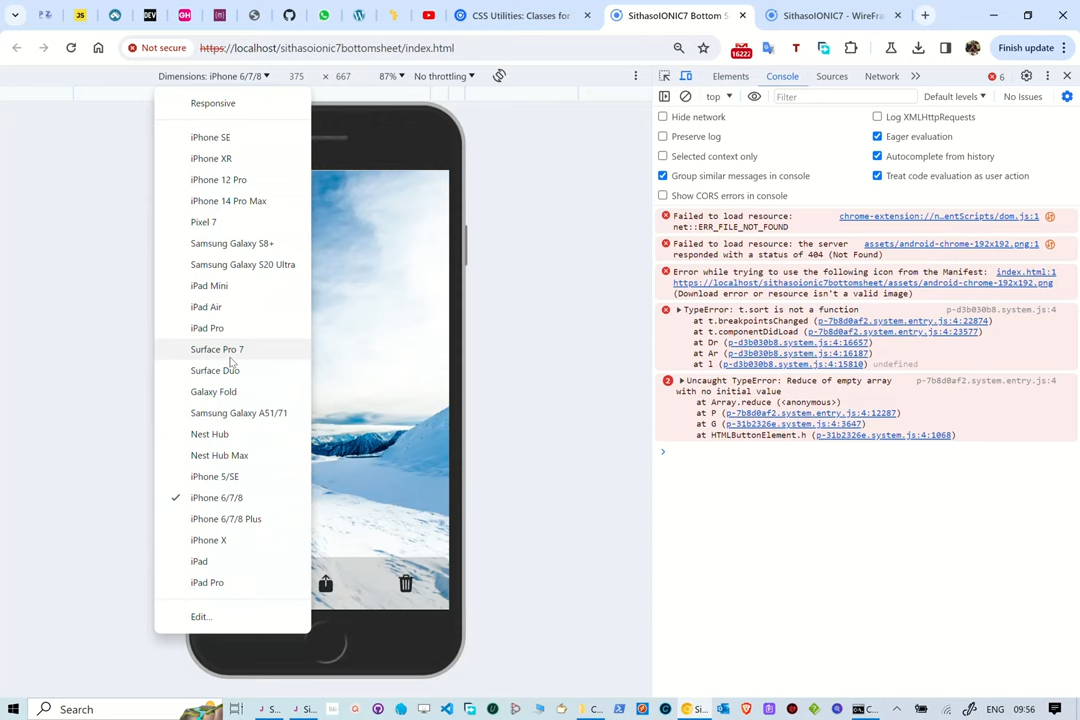 DEV
GH
CSS Utilities: Classes for
SithasoIONIC7 Bottom S
SithasoIONIC7 - WireFra
Not secure
https://localhost/sithasoionic7bottomsheet/index.html
16222
T
Finish update
Dimensions: iPhone 6/7/8
375
×
667
87%
No throttling
Elements
Console
Sources
Network
6
top
Filter
Default levels
No Issues
Hide network
Log XMLHttpRequests
Preserve log
Eager evaluation
Selected context only
Autocomplete from history
Group similar messages in console
Treat code evaluation as user action
Show CORS errors in console
Failed to load resource: chrome-extension://n…entScripts/dom.js:1
net::ERR_FILE_NOT_FOUND
Failed to load resource: the server assets/android-chrome-192x192.png:1
responded with a status of 404 (Not Found)
Error while trying to use the following icon from the Manifest: index.html:1
https://localhost/sithasoionic7bottomsheet/assets/android-chrome-192x192.png
(Download error or resource isn't a valid image)
TypeError: t.sort is not a function p-d3b030b8.system.js:4
at t.breakpointsChanged (p-7b8d0af2.system.entry.js:4:22874)
at t.componentDidLoad (p-7b8d0af2.system.entry.js:4:23577)
at Dr (p-d3b030b8.system.js:4:16657)
at Ar (p-d3b030b8.system.js:4:16187)
at l (p-d3b030b8.system.js:4:15810) undefined
2 Uncaught TypeError: Reduce of empty array p-7b8d0af2.system.entry.js:4
with no initial value
at Array.reduce (<anonymous>)
at P (p-7b8d0af2.system.entry.js:4:12287)
at G (p-31b2326e.system.js:4:3647)
at HTMLButtonElement.h (p-31b2326e.system.js:4:1068)
Responsive
iPhone SE
iPhone XR
iPhone 12 Pro
iPhone 14 Pro Max
Pixel 7
Samsung Galaxy S8+
Samsung Galaxy S20 Ultra
iPad Mini
iPad Air
iPad Pro
Surface Pro 7
Surface Duo
Galaxy Fold
Samsung Galaxy A51/71
Nest Hub
Nest Hub Max
iPhone 5/SE
iPhone 6/7/8
iPhone 6/7/8 Plus
iPhone X
iPad
iPad Pro
Edit...
Search
ENG
09:56